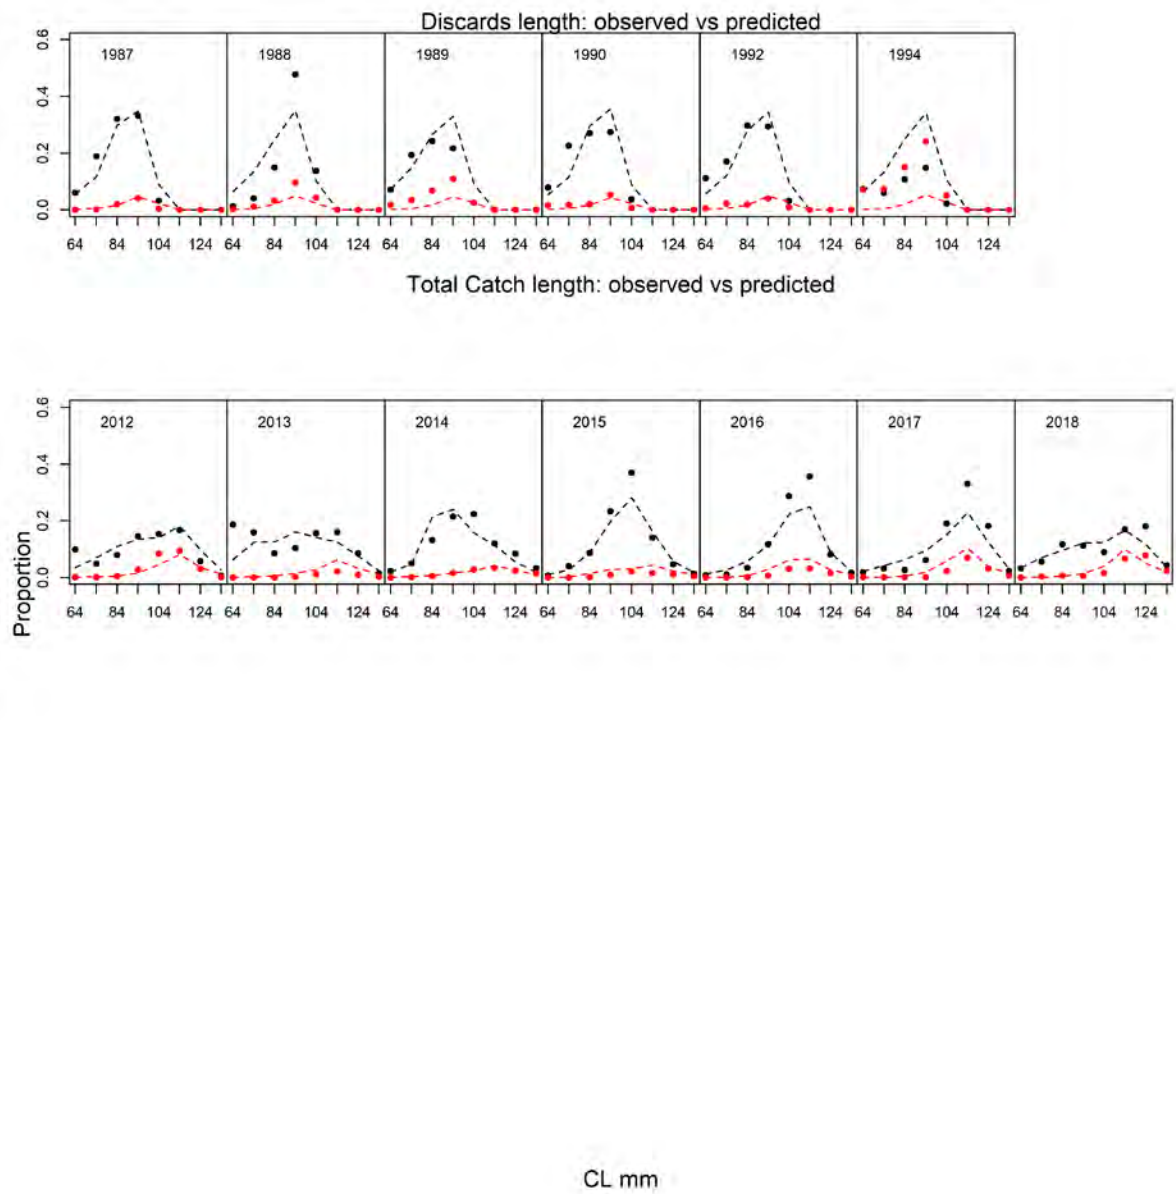 Discards length: observed vs predicted
0.0 0.2 0.4 0.6
1987 1988 1989 1990 1992 1994
64 84 104 124 64 84 104 124 64 84 104 124 64 84 104 124 64 84 104 124 64 84 104 124
Total Catch length: observed vs predicted
0.0 0.2 0.4 0.6
2012 2013 2014 2015 2016 2017 2018
64 84 104 124 64 84 104 124 64 84 104 124 64 84 104 124 64 84 104 124 64 84 104 124 64 84 104 124
Proportion
CL mm